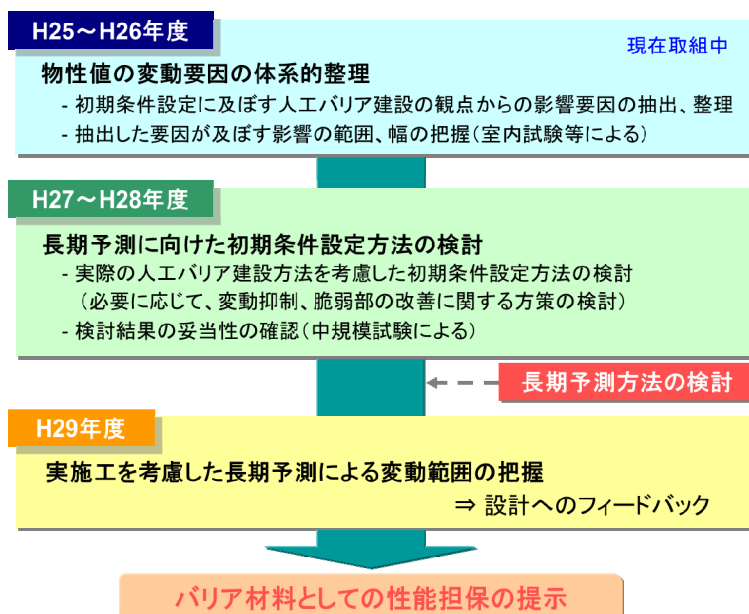 H25～H26年度
現在取組中
物性値の変動要因の体系的整理
- 初期条件設定に及ぼす人工バリア建設の観点からの影響要因の抽出、整理
- 抽出した要因が及ぼす影響の範囲、幅の把握(室内試験等による)
H27～H28年度
長期予測に向けた初期条件設定方法の検討
- 実際の人工バリア建設方法を考慮した初期条件設定方法の検討
(必要に応じて、変動抑制、脆弱部の改善に関する方策の検討)
- 検討結果の妥当性の確認(中規模試験による)
長期予測方法の検討
H29年度
実施工を考慮した長期予測による変動範囲の把握
⇒ 設計へのフィードバック
バリア材料としての性能担保の提示